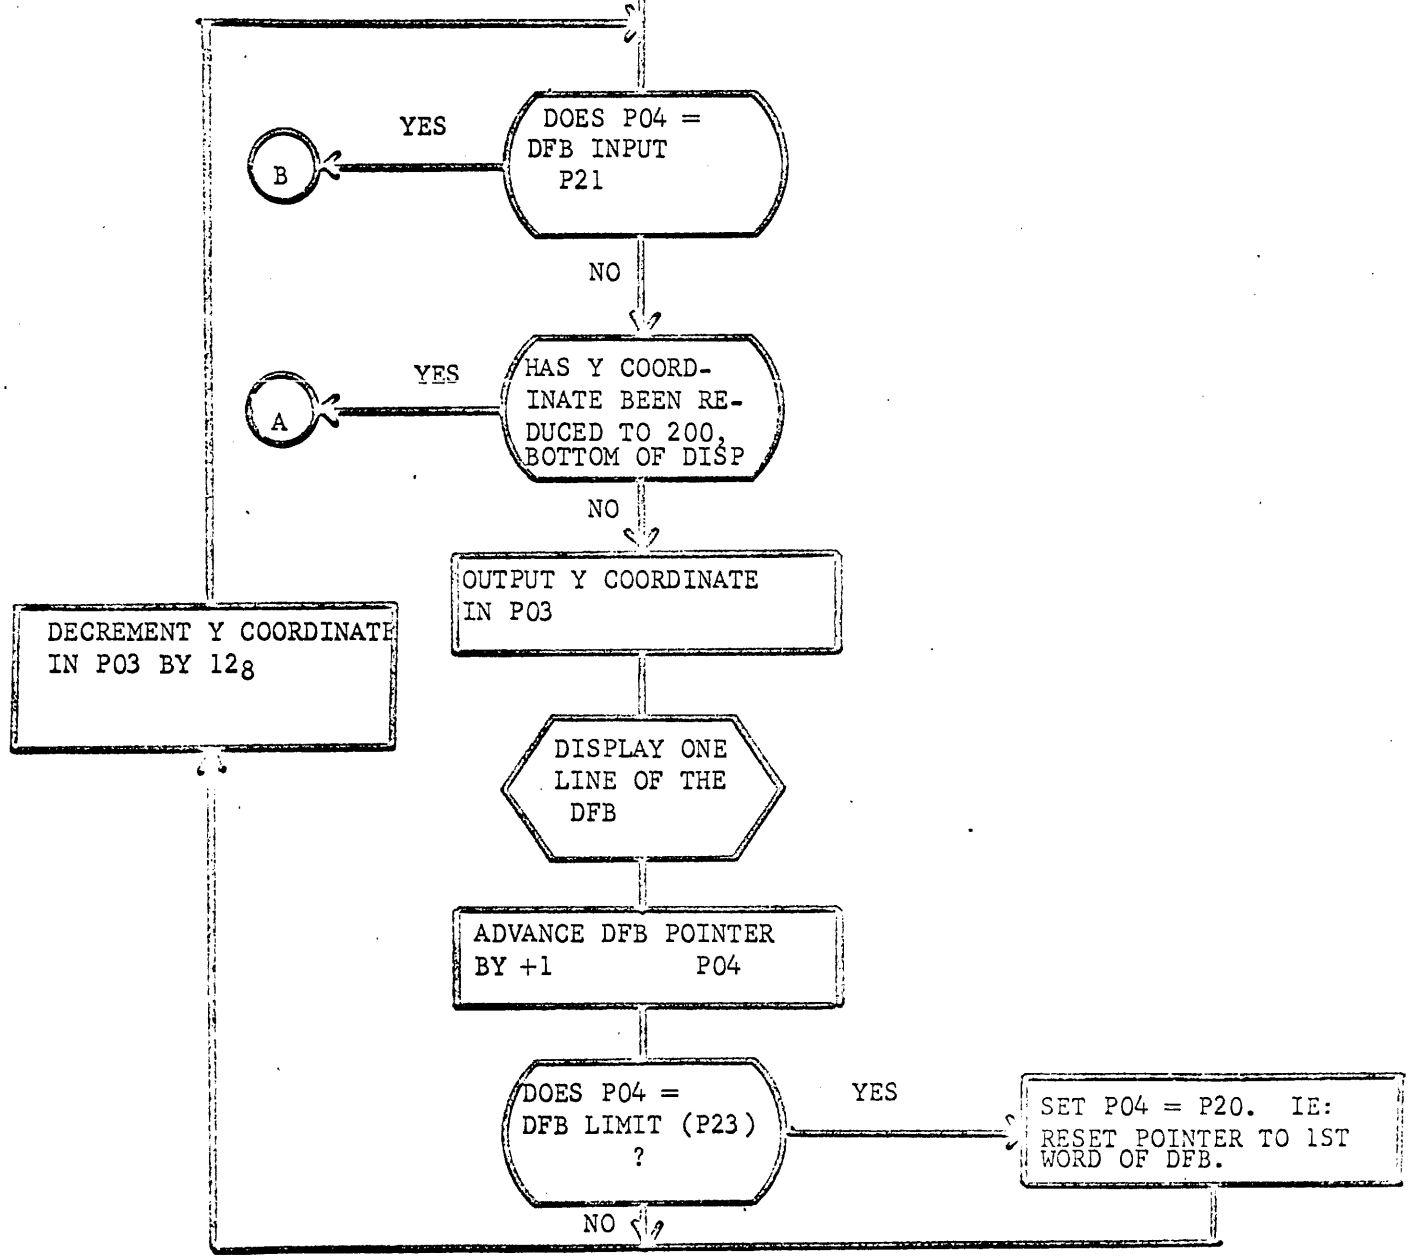 YES
DOES P04 =
DFB INPUT
P21
B
NO
YES
HAS Y COORD-
INATE BEEN RE-
DUCED TO 200,
BOTTOM OF DISP
A
NO
OUTPUT Y COORDINATE
IN P03
DECREMENT Y COORDINATE
IN P03 BY 12₈
DISPLAY ONE
LINE OF THE
DFB
ADVANCE DFB POINTER
BY +1 P04
DOES P04 =
DFB LIMIT (P23)
?
YES
SET P04 = P20. IE:
RESET POINTER TO 1ST
WORD OF DFB.
NO